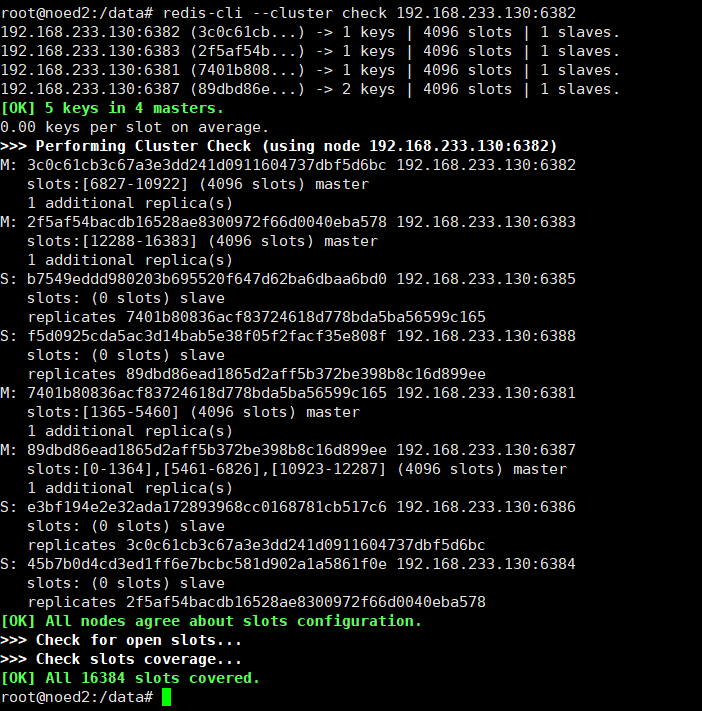 root@noed2:/data# redis-cli --cluster check 192.168.233.130:6382
192.168.233.130:6382 (3c0c61cb...) -> 1 keys | 4096 slots | 1 slaves.
192.168.233.130:6383 (2f5af54b...) -> 1 keys | 4096 slots | 1 slaves.
192.168.233.130:6381 (7401b808...) -> 1 keys | 4096 slots | 1 slaves.
192.168.233.130:6387 (89dbd86e...) -> 2 keys | 4096 slots | 1 slaves.
[OK] 5 keys in 4 masters.
0.00 keys per slot on average.
>>> Performing Cluster Check (using node 192.168.233.130:6382)
M: 3c0c61cb3c67a3e3dd241d0911604737dbf5d6bc 192.168.233.130:6382
   slots:[6827-10922] (4096 slots) master
   1 additional replica(s)
M: 2f5af54bacdb16528ae8300972f66d0040eba578 192.168.233.130:6383
   slots:[12288-16383] (4096 slots) master
   1 additional replica(s)
S: b7549eddd980203b695520f647d62ba6dbaa6bd0 192.168.233.130:6385
   slots: (0 slots) slave
   replicates 7401b80836acf83724618d778bda5ba56599c165
S: f5d0925cda5ac3d14bab5e38f05f2facf35e808f 192.168.233.130:6388
   slots: (0 slots) slave
   replicates 89dbd86ead1865d2aff5b372be398b8c16d899ee
M: 7401b80836acf83724618d778bda5ba56599c165 192.168.233.130:6381
   slots:[1365-5460] (4096 slots) master
   1 additional replica(s)
M: 89dbd86ead1865d2aff5b372be398b8c16d899ee 192.168.233.130:6387
   slots:[0-1364],[5461-6826],[10923-12287] (4096 slots) master
   1 additional replica(s)
S: e3bf194e2e32ada172893968cc0168781cb517c6 192.168.233.130:6386
   slots: (0 slots) slave
   replicates 3c0c61cb3c67a3e3dd241d0911604737dbf5d6bc
S: 45b7b0d4cd3ed1ff6e7bcbc581d902a1a5861f0e 192.168.233.130:6384
   slots: (0 slots) slave
   replicates 2f5af54bacdb16528ae8300972f66d0040eba578
[OK] All nodes agree about slots configuration.
>>> Check for open slots...
>>> Check slots coverage...
[OK] All 16384 slots covered.
root@noed2:/data#